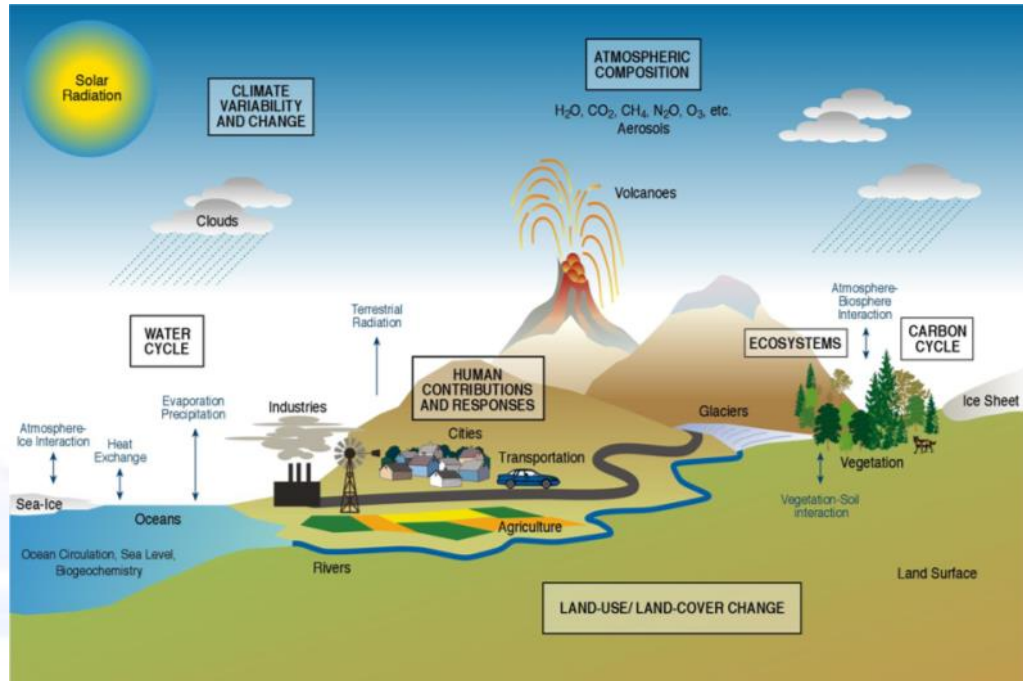 Solar
Radiation
CLIMATE
VARIABILITY
AND CHANGE
ATMOSPHERIC
COMPOSITION
H₂O, CO₂, CH₄, N₂O, O₃, etc.
Aerosols
Volcanoes
Clouds
Atmosphere-
Biosphere
Interaction
Terrestrial
Radiation
WATER
CYCLE
ECOSYSTEMS
CARBON
CYCLE
HUMAN
CONTRIBUTIONS
AND RESPONSES
Evaporation
Precipitation
Industries
Glaciers
Ice Sheet
Atmosphere-
Ice Interaction
Heat
Exchange
Cities
Transportation
Vegetation
Sea-Ice
Oceans
Vegetation-Soil
interaction
Agriculture
Ocean Circulation, Sea Level,
Biogeochemistry
Rivers
Land Surface
LAND-USE/ LAND-COVER CHANGE